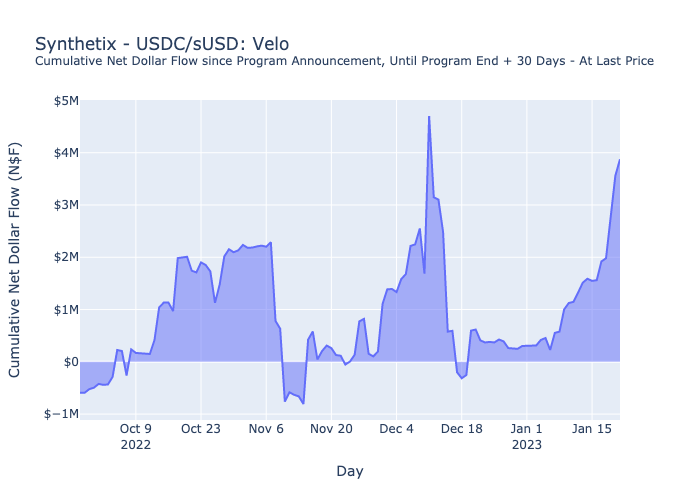 Synthetix - USDC/sUSD: Velo
Cumulative Net Dollar Flow since Program Announcement, Until Program End + 30 Days - At Last Price
Cumulative Net Dollar Flow (N$F)
$5M
$4M
$3M
$2M
$1M
$0
$−1M
Oct 9
2022
Oct 23
Nov 6
Nov 20
Dec 4
Dec 18
Jan 1
2023
Jan 15
Day